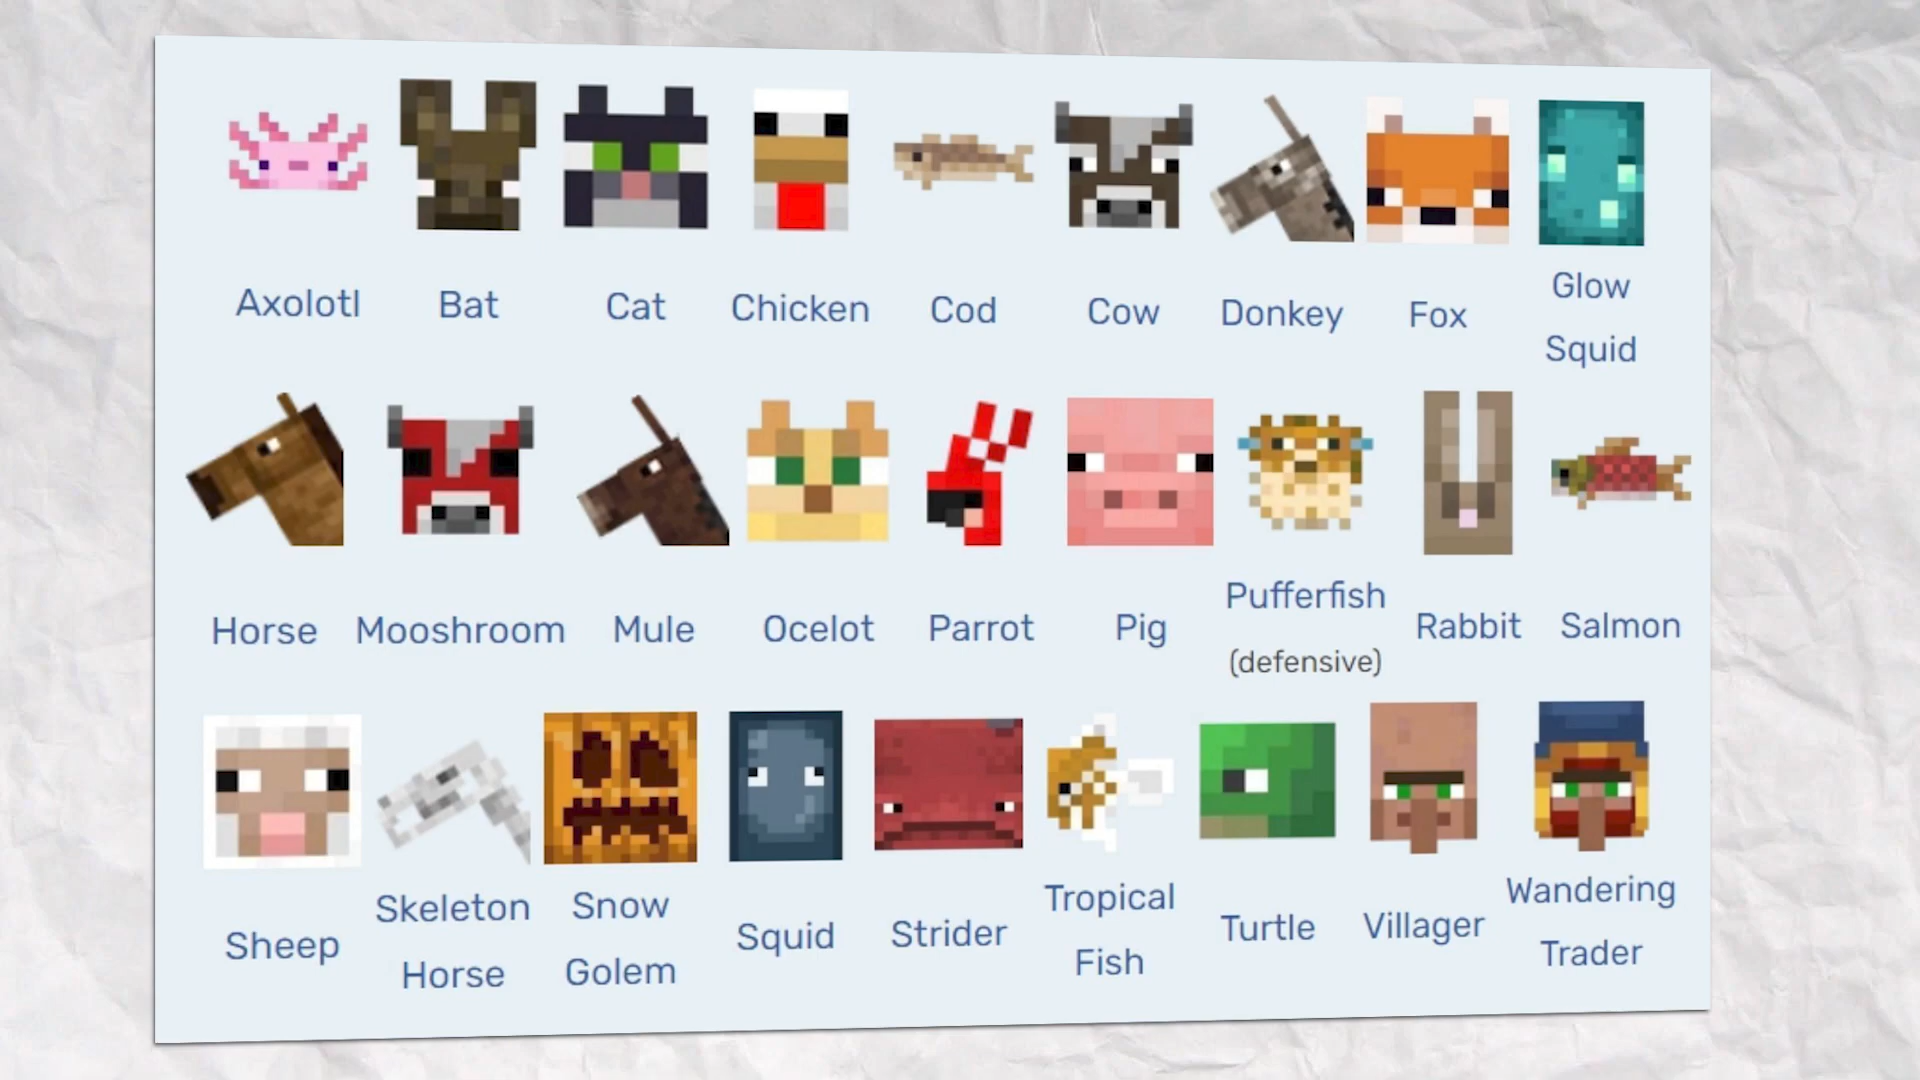 Axolotl
Bat
Cat
Chicken
Cod
Cow
Donkey
Fox
Glow
Squid
Horse
Mooshroom
Mule
Ocelot
Parrot
Pig
Pufferfish
(defensive)
Rabbit
Salmon
Sheep
Skeleton
Horse
Snow
Golem
Squid
Strider
Tropical
Fish
Turtle
Villager
Wandering
Trader